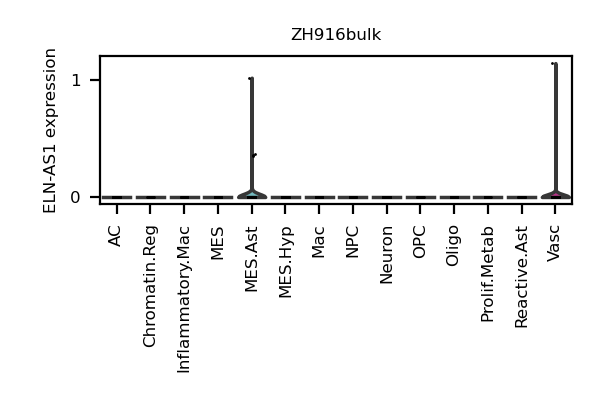 ZH916bulk
ELN-AS1 expression
1
0
AC
Chromatin.Reg
Inflammatory.Mac
MES
MES.Ast
MES.Hyp
Mac
NPC
Neuron
OPC
Oligo
Prolif.Metab
Reactive.Ast
Vasc